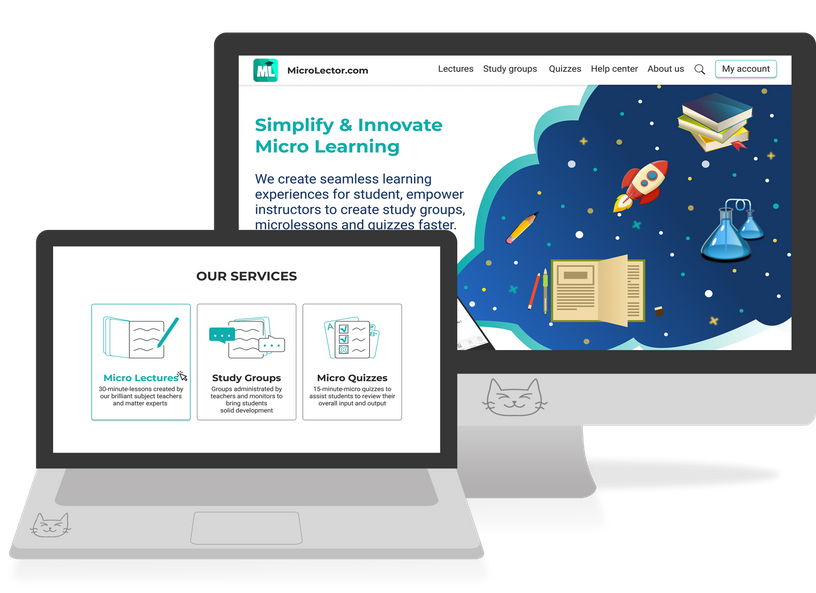 ML MicroLector.com Lectures Study groups Quizzes Help center About us My account
Simplify & Innovate
Micro Learning
We create seamless learning
experiences for student, empower
instructors to create study groups,
microlessons and quizzes faster.
OUR SERVICES
A
Micro Lectures
30-minute-lessons created by
our brilliant subject teachers
and matter experts
Study Groups
Groups administrated by
teachers and monitors to
bring students
solid development
Micro Quizzes
15-minute-micro quizzes to
assist students to review their
overall input and output